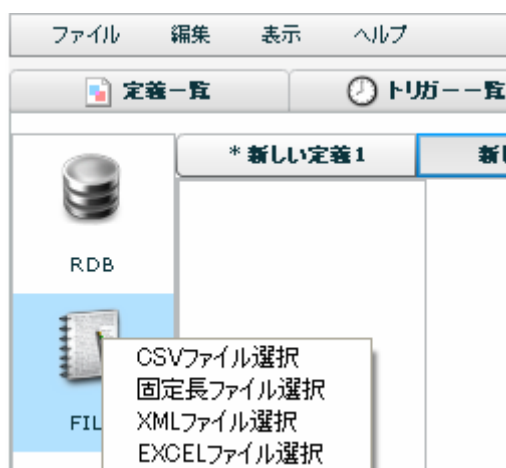 ファイル 編集 表示 ヘルプ
定義一覧 トリガー一覧
* 新しい定義1 新し
RDB
CSVファイル選択
固定長ファイル選択
FIL XMLファイル選択
EXCELファイル選択